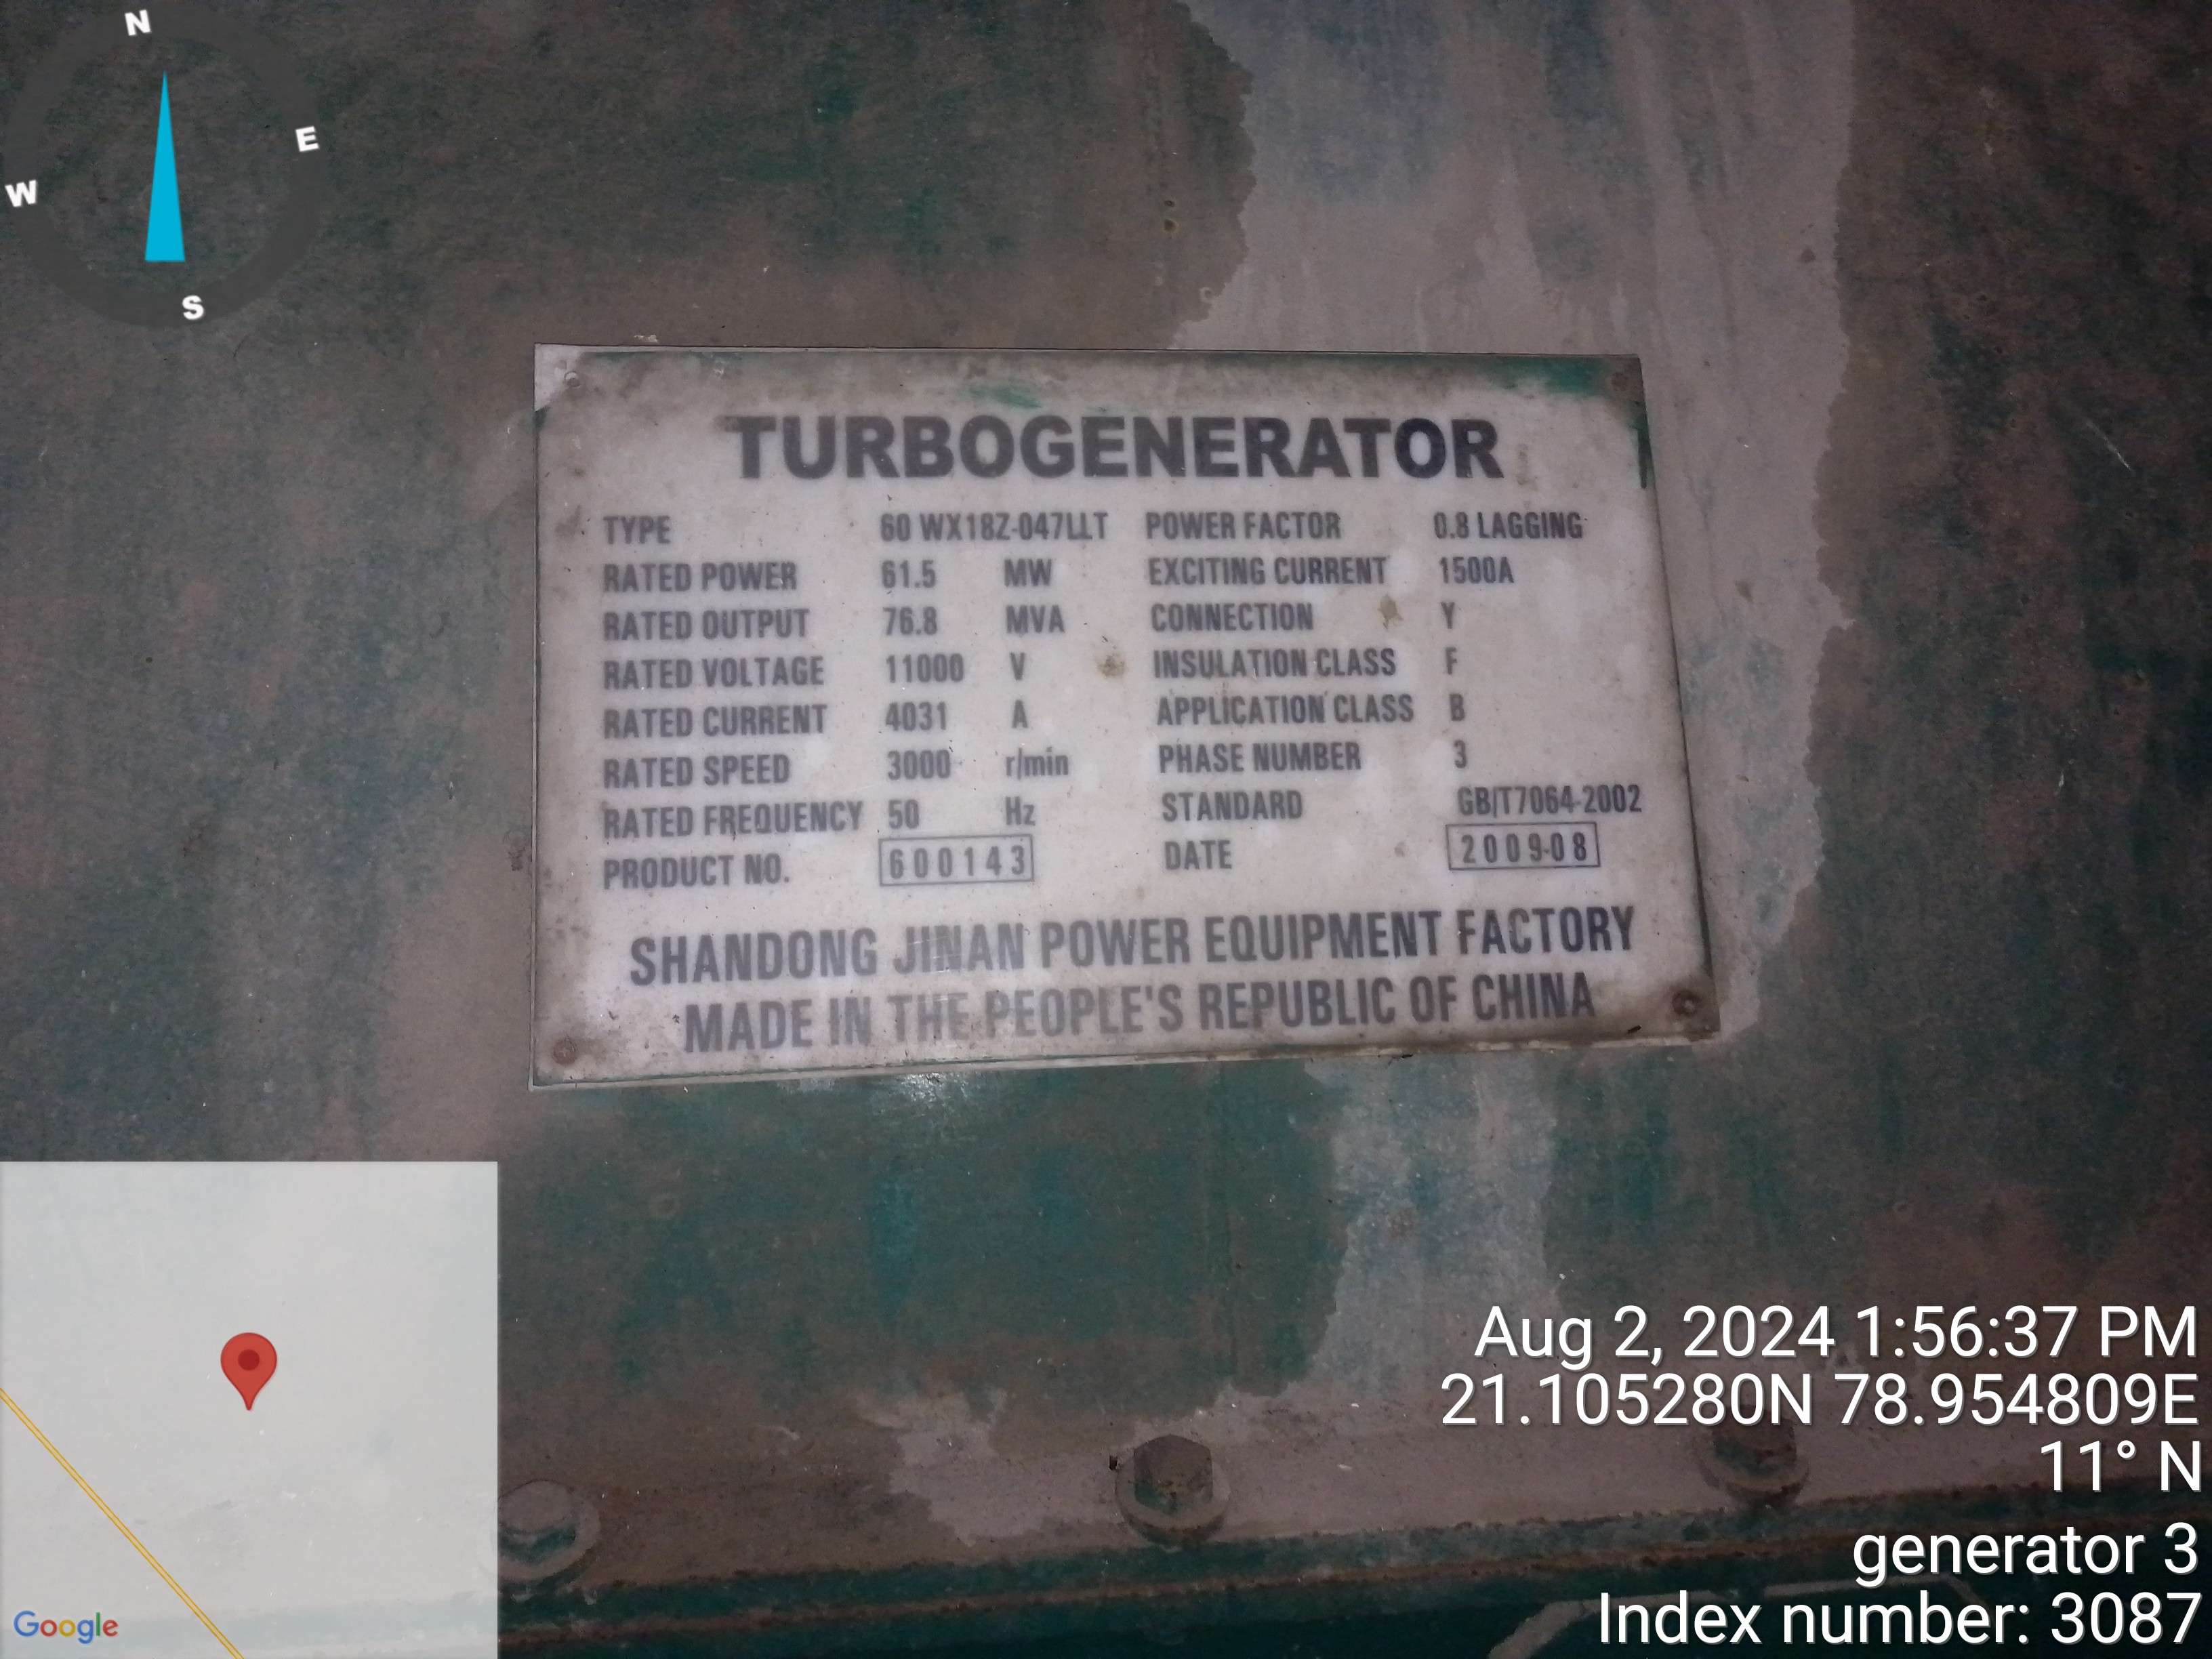 N
E
W
S
TURBOGENERATOR
TYPE 60 WX18Z-047LLT POWER FACTOR 0.8 LAGGING
RATED POWER 61.5 MW EXCITING CURRENT 1500A
RATED OUTPUT 76.8 MVA CONNECTION Y
RATED VOLTAGE 11000 V INSULATION CLASS F
RATED CURRENT 4031 A APPLICATION CLASS B
RATED SPEED 3000 r/min PHASE NUMBER 3
RATED FREQUENCY 50 Hz STANDARD GB/T7064-2002
PRODUCT NO. 600143 DATE 2009-08
SHANDONG JINAN POWER EQUIPMENT FACTORY
MADE IN THE PEOPLE'S REPUBLIC OF CHINA
Aug 2, 2024 1:56:37 PM
21.105280N 78.954809E
11° N
generator 3
Index number: 3087
Google